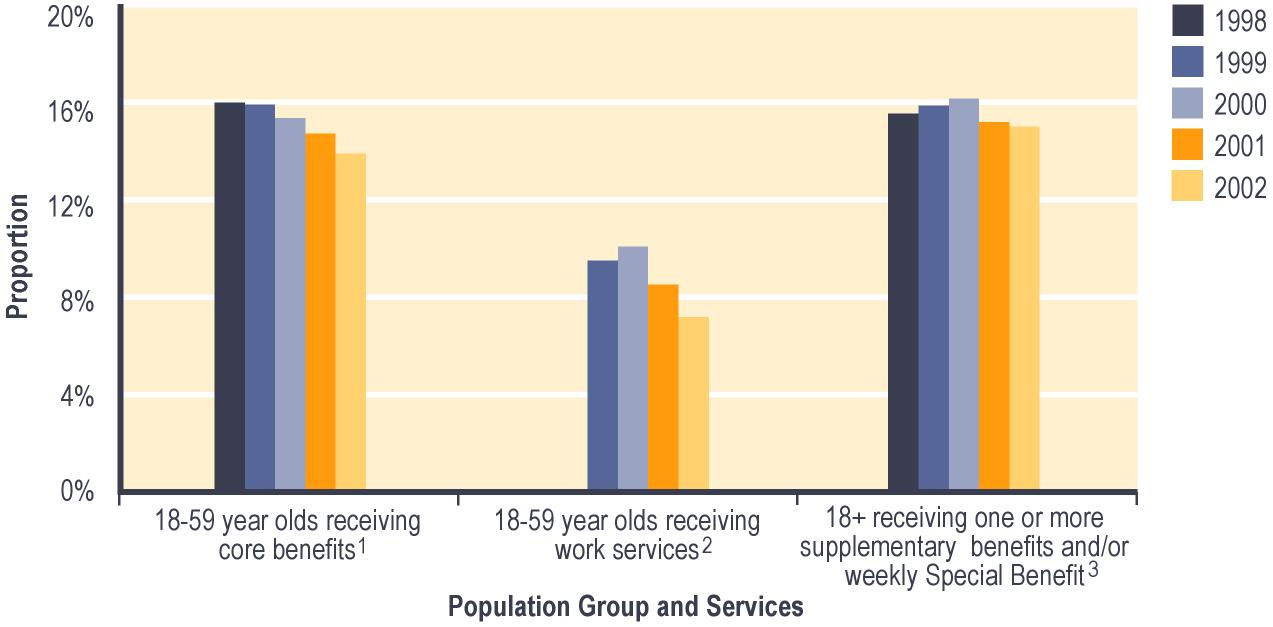 20%
16%
12%
8%
4%
0%
Proportion
1998
1999
2000
2001
2002
18-59 year olds receiving
core benefits1
18-59 year olds receiving
work services2
18+ receiving one or more
supplementary benefits and/or
weekly Special Benefit3
Population Group and Services